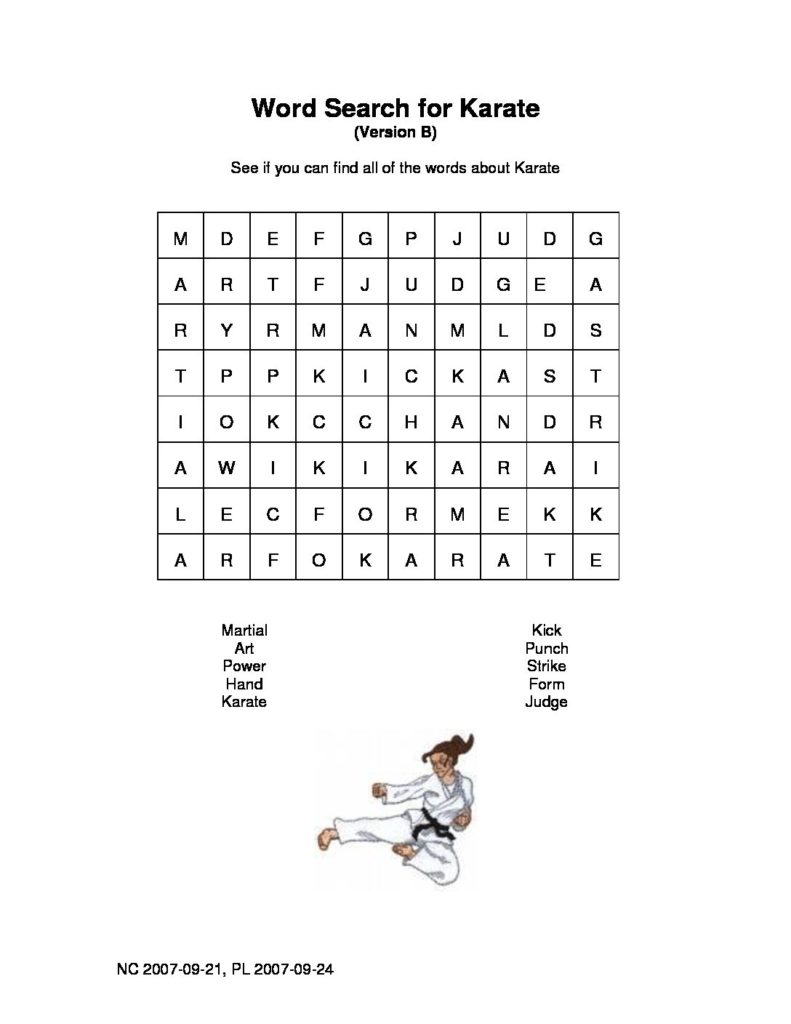 Word Search for Karate
(Version B)
See if you can find all of the words about Karate
M D E F G P J U D G
A R T F J U D G E A
R Y R M A N M L D S
T P P K I C K A S T
I O K C C H A N D R
A W I K I K A R A I
L E C F O R M E K K
A R F O K A R A T E
Martial Kick
Art Punch
Power Strike
Hand Form
Karate Judge
NC 2007-09-21, PL 2007-09-24